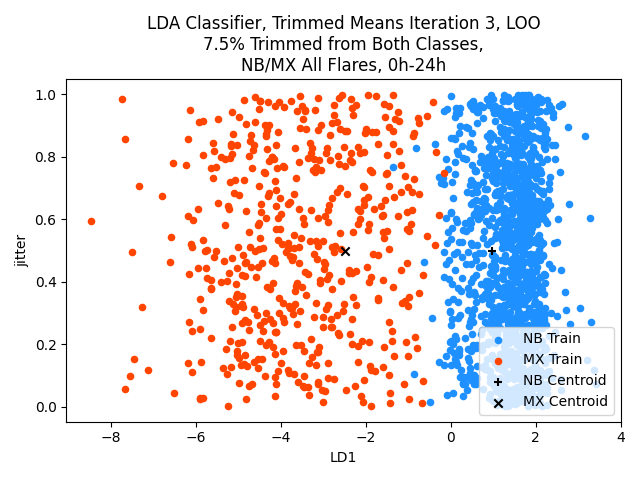 LDA Classifier, Trimmed Means Iteration 3, LOO
7.5% Trimmed from Both Classes,
NB/MX All Flares, 0h-24h
1.0
0.8
0.6
0.4
0.2
0.0
jitter
−8
−6
−4
−2
0
2
4
LD1
NB Train
MX Train
NB Centroid
MX Centroid